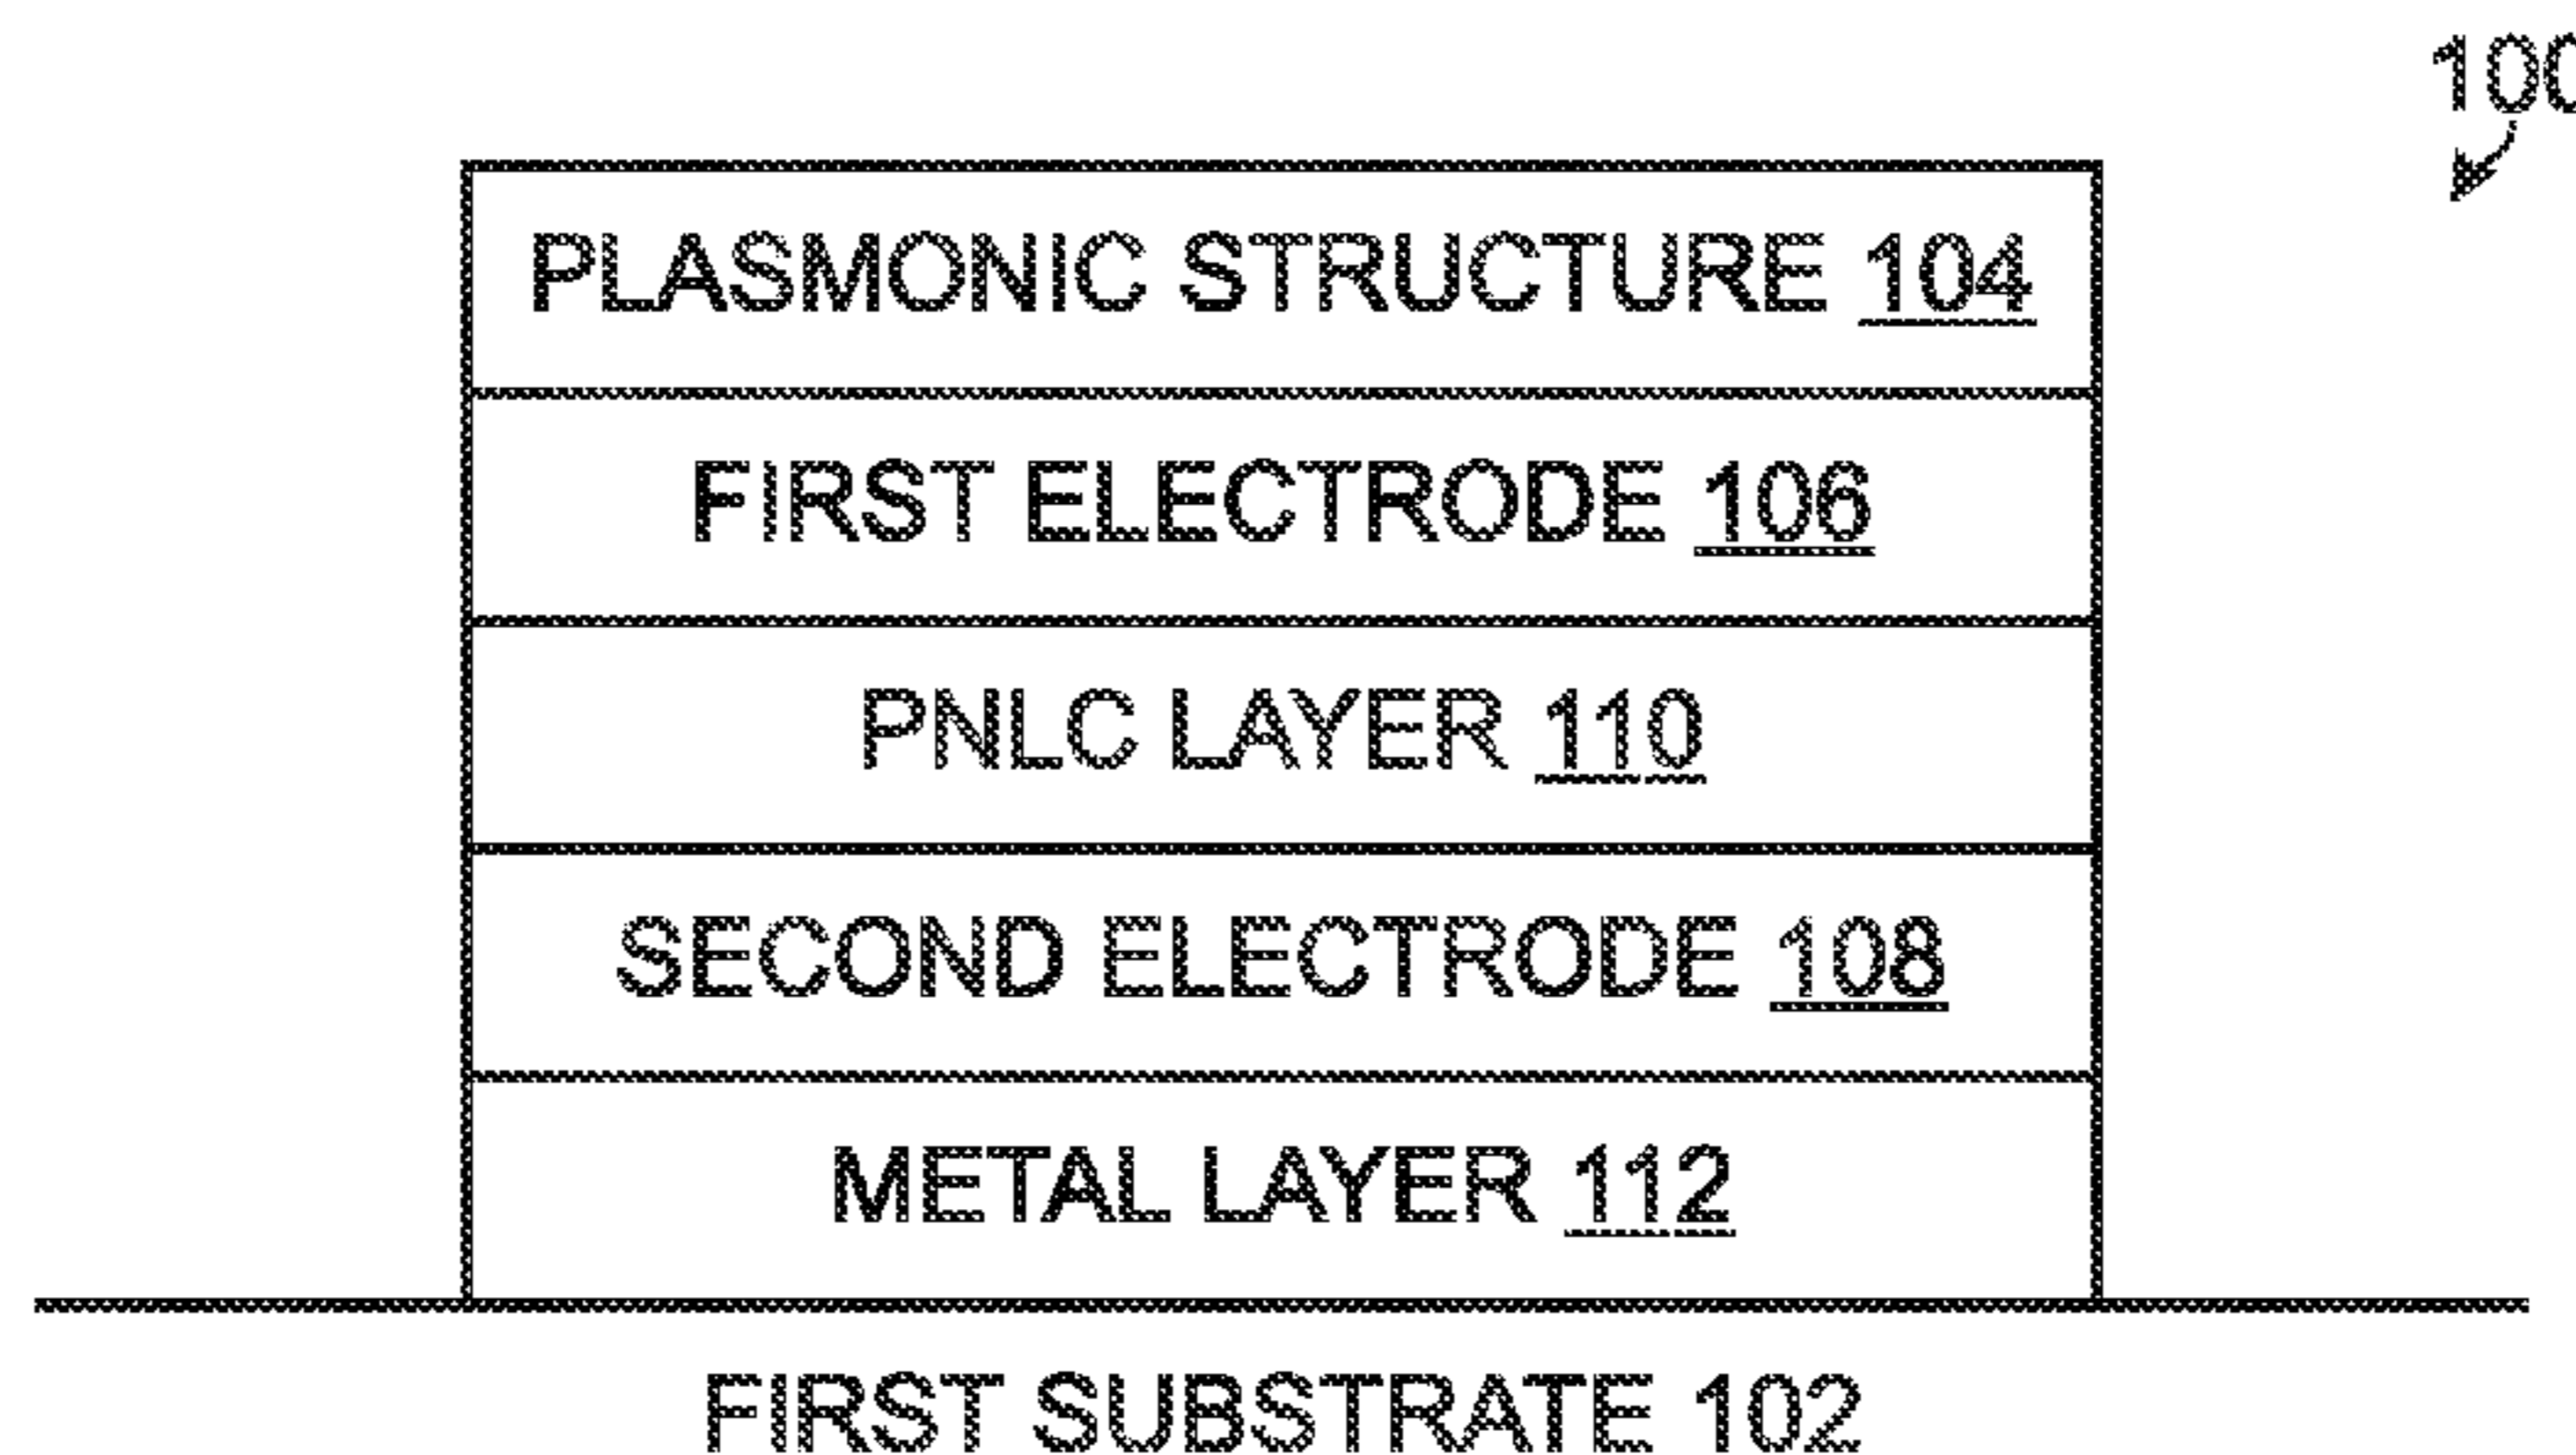 100
PLASMONIC STRUCTURE 104
FIRST ELECTRODE 106
PNLC LAYER 110
SECOND ELECTRODE 108
METAL LAYER 112
FIRST SUBSTRATE 102